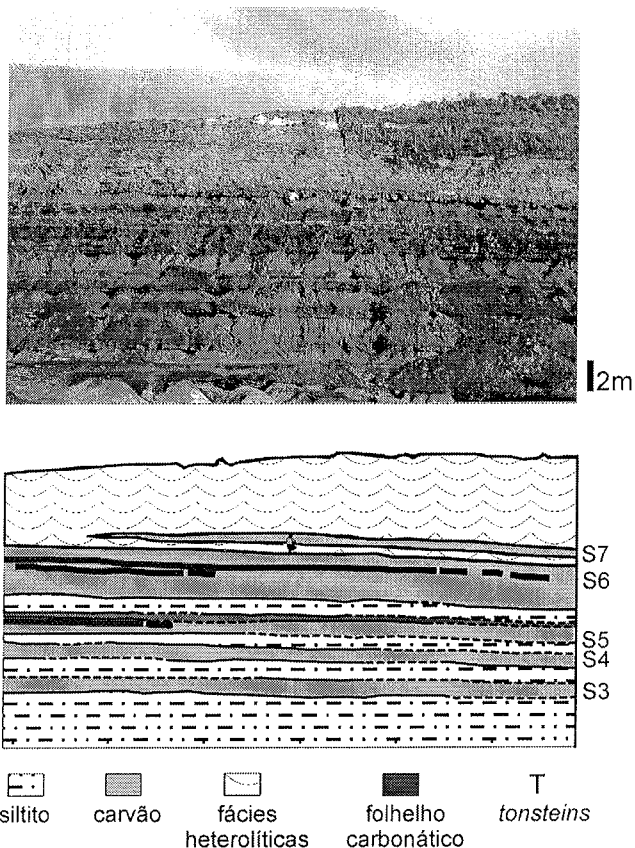 2m
S7
S6
S5
S4
S3
T
siltito carvão fácies heterolíticas folhelho carbonático tonsteins